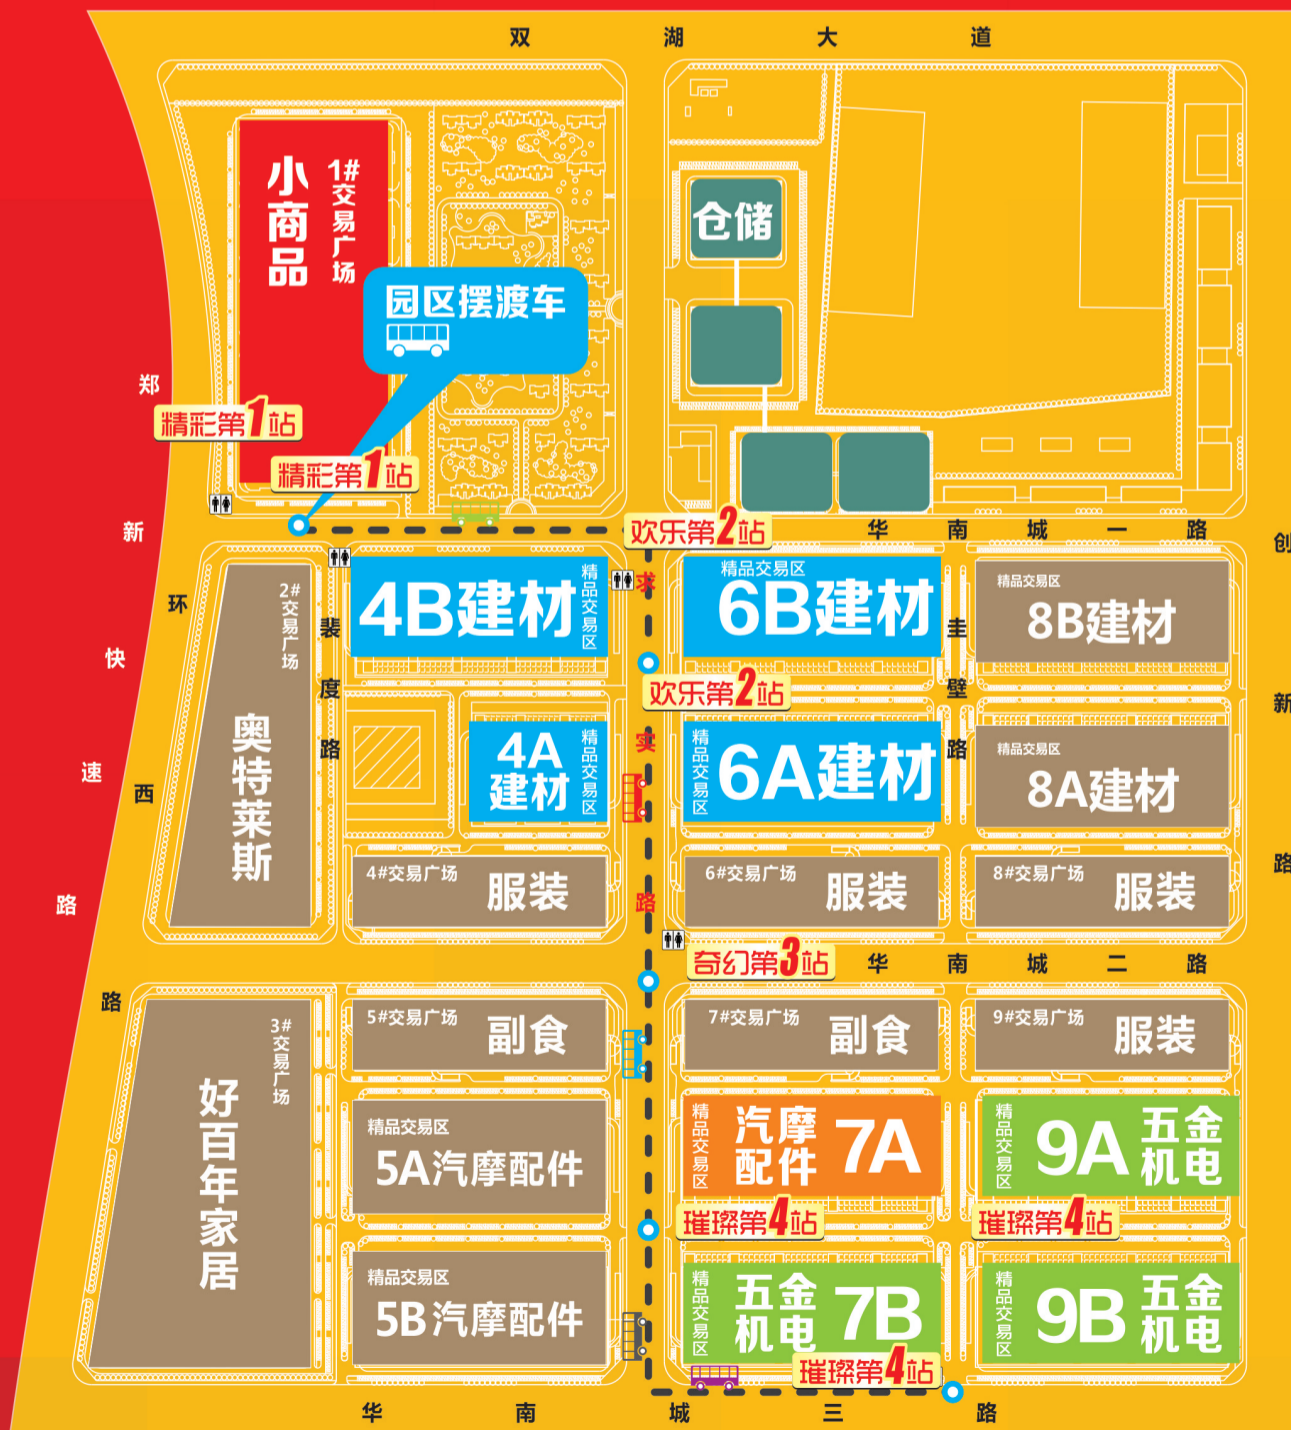 双湖大道
小商品
1#交易广场
仓储
园区摆渡车
郑新快速路
精彩第1站
精彩第1站
欢乐第2站
华南城一路
创新路
环西路
2#交易广场
奥特莱斯
裴度路
4B建材
精品交易区
求实路
精品交易区
6B建材
圭璧路
精品交易区
8B建材
欢乐第2站
4A
建材
精品交易区
精品交易区
6A建材
精品交易区
8A建材
4#交易广场
服装
6#交易广场
服装
8#交易广场
服装
奇幻第3站
华南城二路
3#交易广场
好百年家居
5#交易广场
副食
7#交易广场
副食
9#交易广场
服装
精品交易区
5A汽摩配件
精品交易区
汽摩
配件
7A
精品交易区
9A
五金
机电
璀璨第4站
璀璨第4站
精品交易区
5B汽摩配件
精品交易区
五金
机电
7B
精品交易区
9B
五金
机电
璀璨第4站
华南城三路